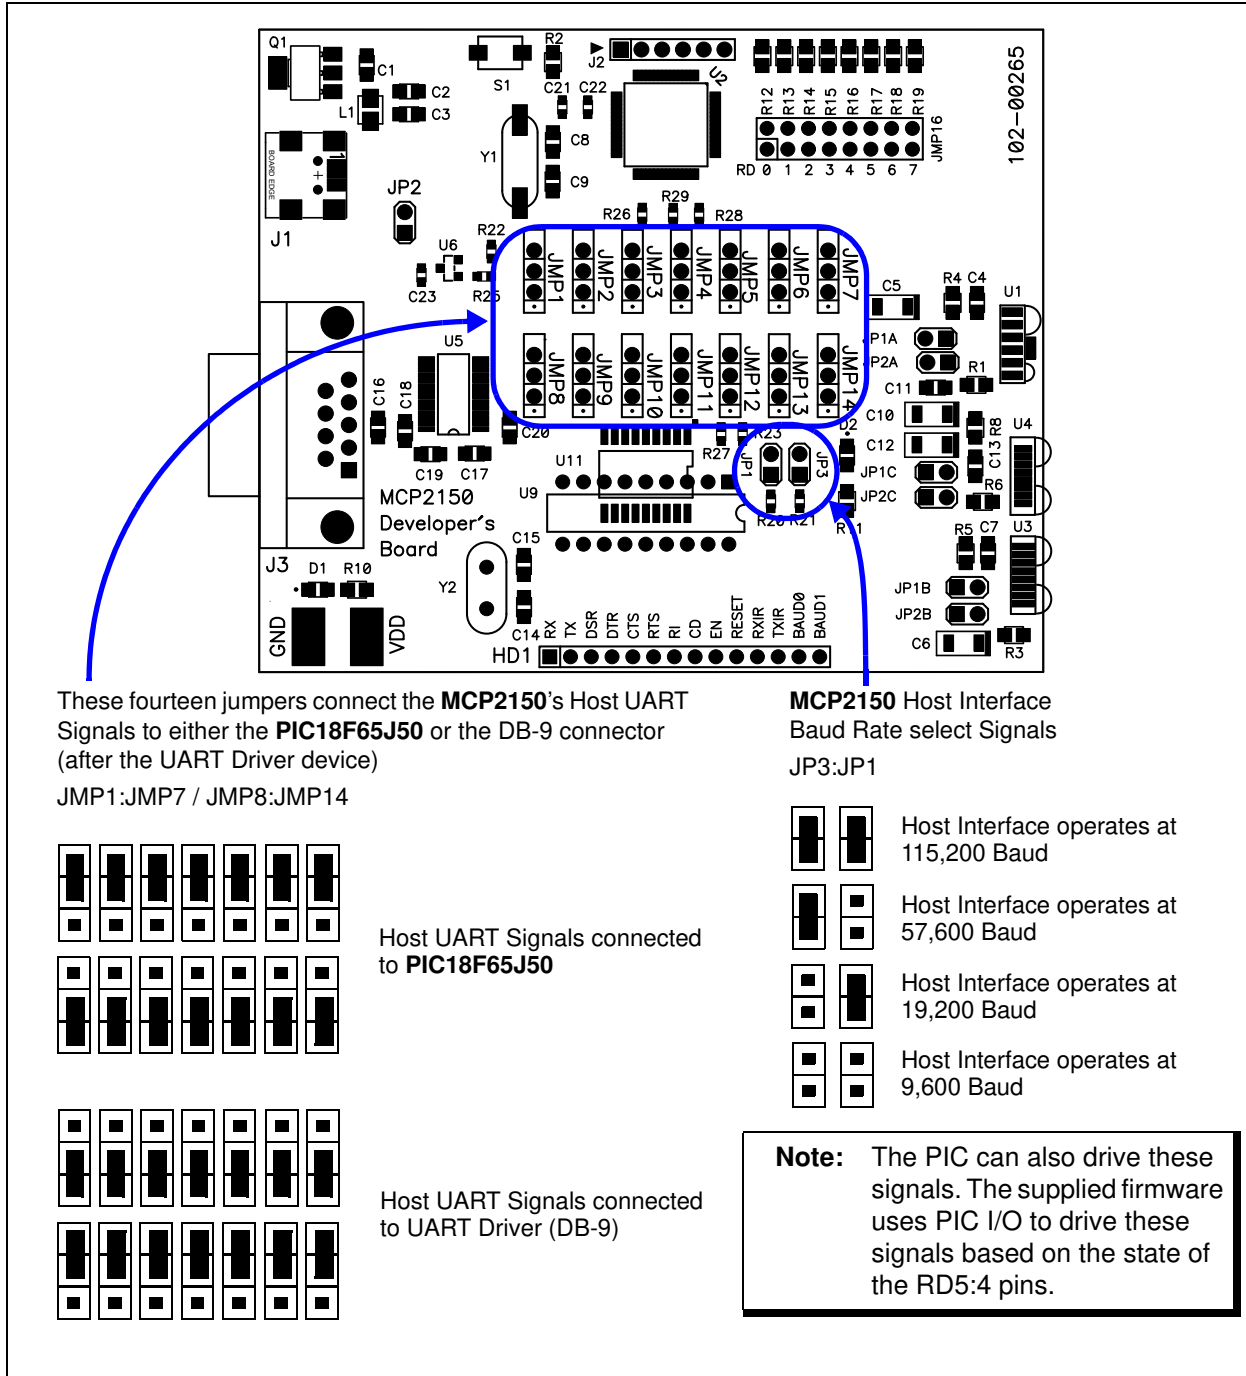 Q1
C1
C2
C3
L1
S1
R2
J2
C21
C22
U2
R12 R13 R14 R15 R16 R17 R18 R19
JMP16
RD 0 1 2 3 4 5 6 7
102-00265
BOARD EDGE
1
J1
JP2
Y1
C8
C9
R26
R29
R28
R22
U6
C23
R25
JMP1
JMP2
JMP3
JMP4
JMP5
JMP6
JMP7
C5
R4
C4
U1
JP1A
JP2A
C11
R1
U5
C16
C18
JMP8
JMP9
JMP10
JMP11
JMP12
JMP13
JMP14
C10
C12
R8
C13
U4
C20
C19
C17
R27
R23
D2
JP1
JP3
JP1C
JP2C
R6
U11
U9
R20
R21
R11
MCP2150
Developer's
Board
J3
D1
R10
GND
VDD
Y2
C15
C14
R5
C7
U3
JP1B
JP2B
C6
R3
RX TX DSR DTR CTS RTS RI CD EN RESET RXIR TXIR BAUD0 BAUD1
HD1
These fourteen jumpers connect the MCP2150's Host UART
Signals to either the PIC18F65J50 or the DB-9 connector
(after the UART Driver device)
JMP1:JMP7 / JMP8:JMP14
Host UART Signals connected
to PIC18F65J50
Host UART Signals connected
to UART Driver (DB-9)
MCP2150 Host Interface
Baud Rate select Signals
JP3:JP1
Host Interface operates at
115,200 Baud
Host Interface operates at
57,600 Baud
Host Interface operates at
19,200 Baud
Host Interface operates at
9,600 Baud
Note: The PIC can also drive these
signals. The supplied firmware
uses PIC I/O to drive these
signals based on the state of
the RD5:4 pins.